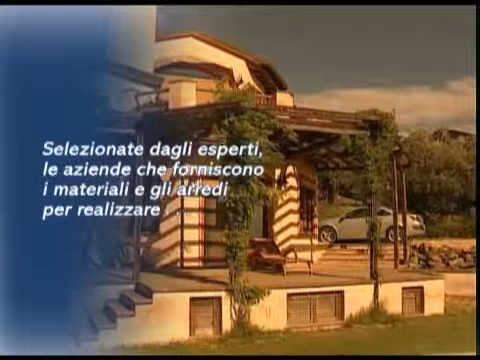 Selezionate dagli esperti,
le aziende che forniscono
i materiali e gli arredi
per realizzare . . .